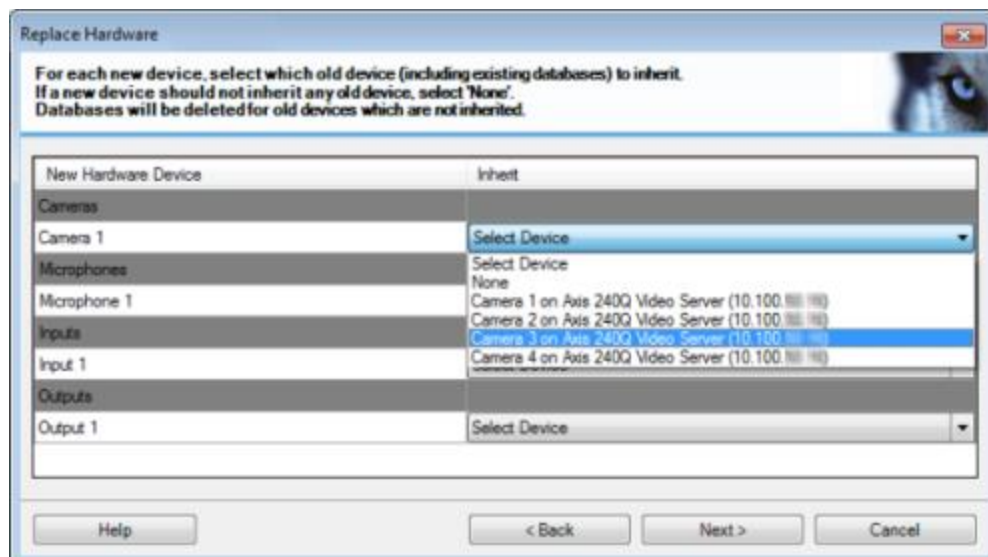 Replace Hardware
For each new device, select which old device (including existing databases) to inherit.
If a new device should not inherit any old device, select 'None'.
Databases will be deleted for old devices which are not inherited.
New Hardware Device Inherit
Cameras
Camera 1 Select Device
Select Device
None
Microphones
Microphone 1
Camera 1 on Axis 240Q Video Server (10.100.
Camera 2 on Axis 240Q Video Server (10.100.
Inputs
Camera 3 on Axis 240Q Video Server (10.100.
Input 1
Camera 4 on Axis 240Q Video Server (10.100.
Outputs
Output 1 Select Device
Help < Back Next > Cancel